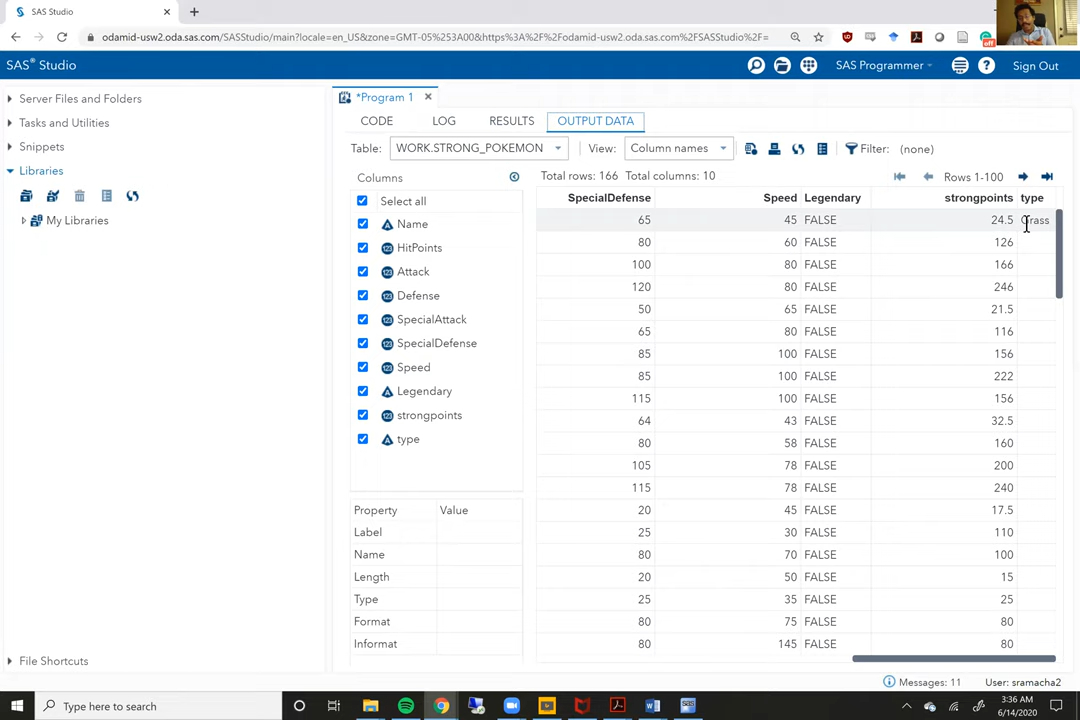 SAS Studio
odamid-usw2.oda.sas.com/SASStudio/main?locale=en_US&zone=GMT-05%253A00&https%3A%2F%2Fodamid-usw2.oda.sas.com%2FSASStudio%2F=
off
SAS® Studio
SAS Programmer
Sign Out
Server Files and Folders
Tasks and Utilities
Snippets
Libraries
My Libraries
File Shortcuts
*Program 1
CODE LOG RESULTS OUTPUT DATA
Table: WORK.STRONG_POKEMON View: Column names Filter: (none)
Columns
Total rows: 166 Total columns: 10
Rows 1-100
Select all
Name
HitPoints
Attack
Defense
SpecialAttack
SpecialDefense
Speed
Legendary
strongpoints
type
Property Value
Label
Name
Length
Type
Format
Informat
SpecialDefense Speed Legendary strongpoints type
65 45 FALSE 24.5 Grass
80 60 FALSE 126
100 80 FALSE 166
120 80 FALSE 246
50 65 FALSE 21.5
65 80 FALSE 116
85 100 FALSE 156
85 100 FALSE 222
115 100 FALSE 156
64 43 FALSE 32.5
80 58 FALSE 160
105 78 FALSE 200
115 78 FALSE 240
20 45 FALSE 17.5
25 30 FALSE 110
80 70 FALSE 100
20 50 FALSE 15
25 35 FALSE 25
80 75 FALSE 80
80 145 FALSE 80
Messages: 11 User: sramacha2
Type here to search
3:36 AM
6/14/2020